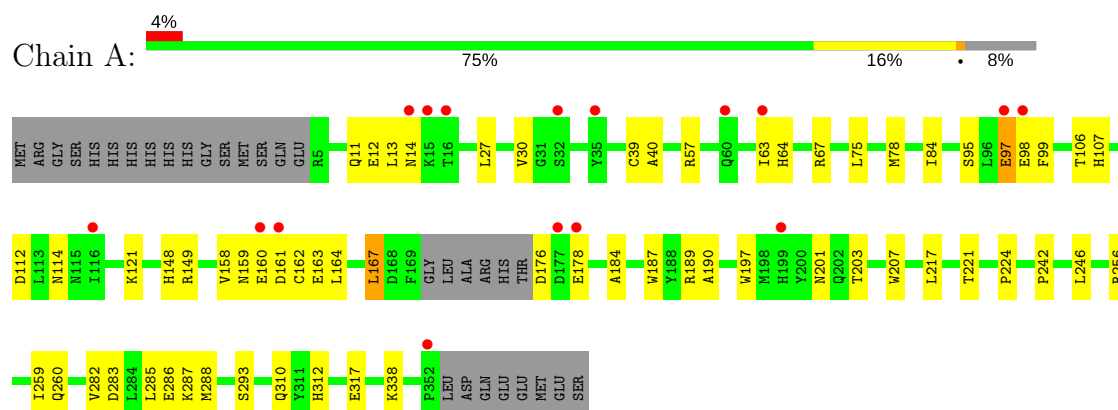 4%
Chain A:
75% 16% • 8%
MET ARG GLY SER HIS HIS HIS HIS HIS HIS GLY SER MET SER GLN GLU R5 Q11 E12 L13 N14 K15 T16 L27 V30 G31 S32 Y35 C39 A40 R57 Q60 I63 H64 R67 L75 M78 I84 S95 L96 E97 E98 F99 T106 H107
D112 L113 N114 N115 I116 K121 H148 R149 V158 N159 E160 D161 C162 E163 L164 L167 D168 F169 GLY LEU ALA ARG HIS THR D176 D177 E178 A184 W187 Y188 R189 A190 W197 M198 H199 Y200 N201 Q202 T203 W207 L217 T221 P224 P242 L246
I259 Q260 V282 D283 L284 L285 E286 K287 M288 S293 Q310 Y311 H312 E317 K338 P352 LEU ASP GLN GLU GLU MET GLU SER